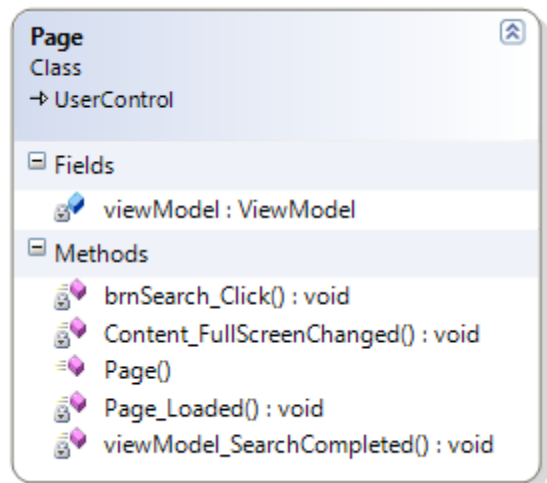 Page
Class
UserControl
Fields
viewModel : ViewModel
Methods
brnSearch_Click() : void
Content_FullScreenChanged() : void
Page()
Page_Loaded() : void
viewModel_SearchCompleted() : void